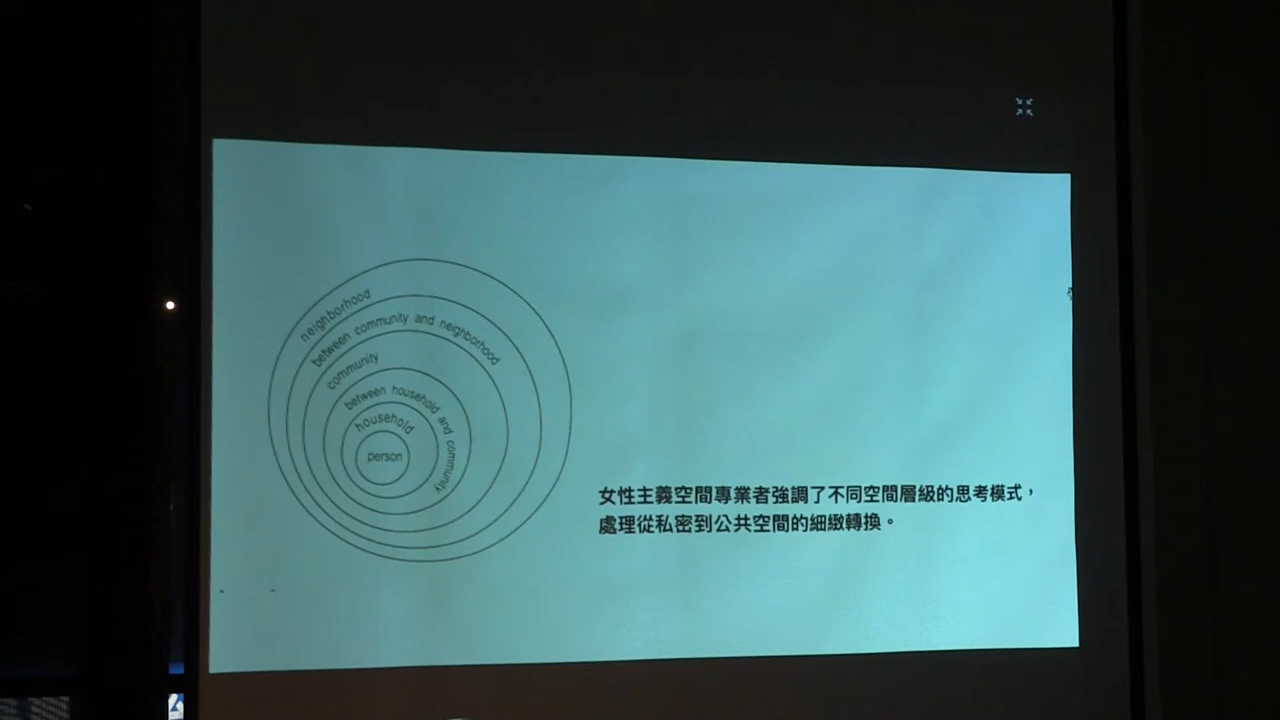 neighborhood
between community and neighborhood
community
between household and community
household
person
女性主義空間專業者強調了不同空間層級的思考模式，
處理從私密到公共空間的細緻轉換。